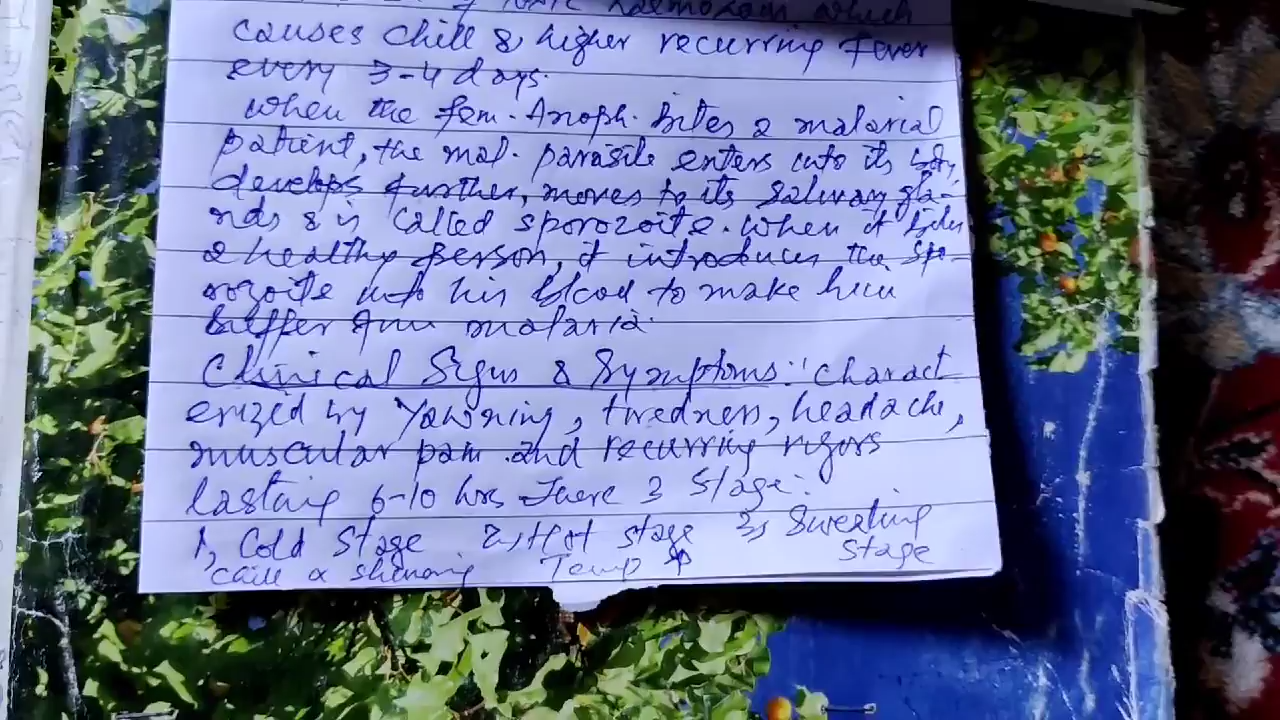 toxic haemozoin which
causes chill & higher recurring fever
every 3-4 days.
when the fem. Anoph. bites a malarial
patient, the mal. parasite enters into its body
develops further, moves to its salivary gla-
nds & is called sporozoite. when it bites
a healthy person, it introduces the spo-
rozoite into his blood to make him
suffer from malaria.
Clinical Signs & Symptoms: charact
erized by Yawning, tiredness, headache,
muscular pain and recurring rigors
lasting 6-10 hrs There 3 Stage:
1, Cold Stage 2, Hot stage 3, Sweating
chill & shivering Temp ↑ Stage